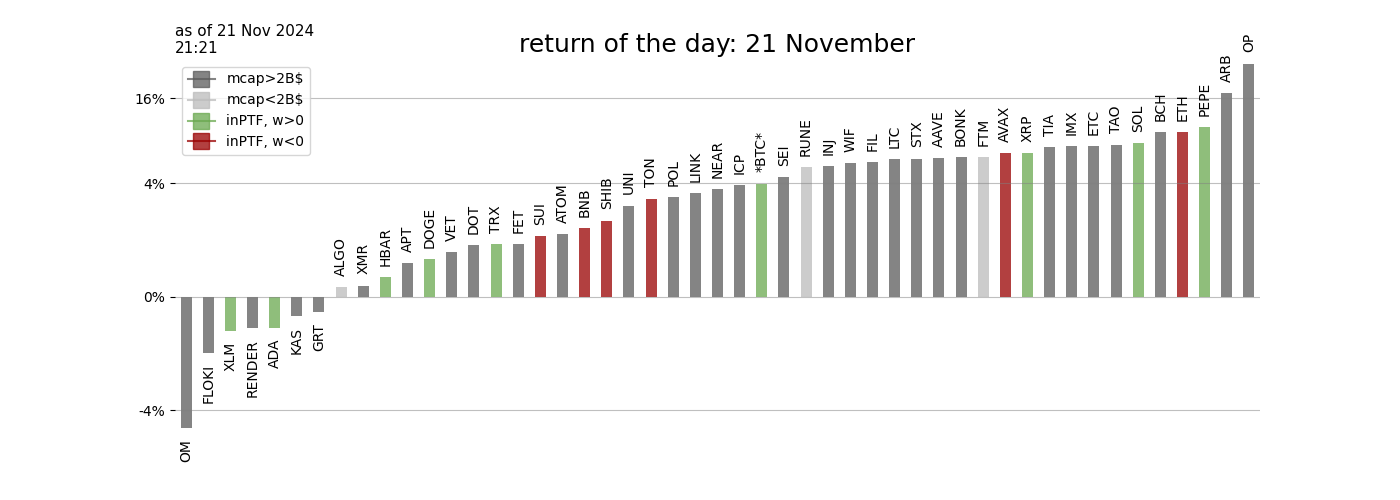 as of 21 Nov 2024
21:21
return of the day: 21 November
mcap>2B$
mcap<2B$
inPTF, w>0
inPTF, w<0
16%
4%
0%
-4%
OM
FLOKI
XLM
RENDER
ADA
KAS
GRT
ALGO
XMR
HBAR
APT
DOGE
VET
DOT
TRX
FET
SUI
ATOM
BNB
SHIB
UNI
TON
POL
LINK
NEAR
ICP
*BTC*
SEI
RUNE
INJ
WIF
FIL
LTC
STX
AAVE
BONK
FTM
AVAX
XRP
TIA
IMX
ETC
TAO
SOL
BCH
ETH
PEPE
ARB
OP